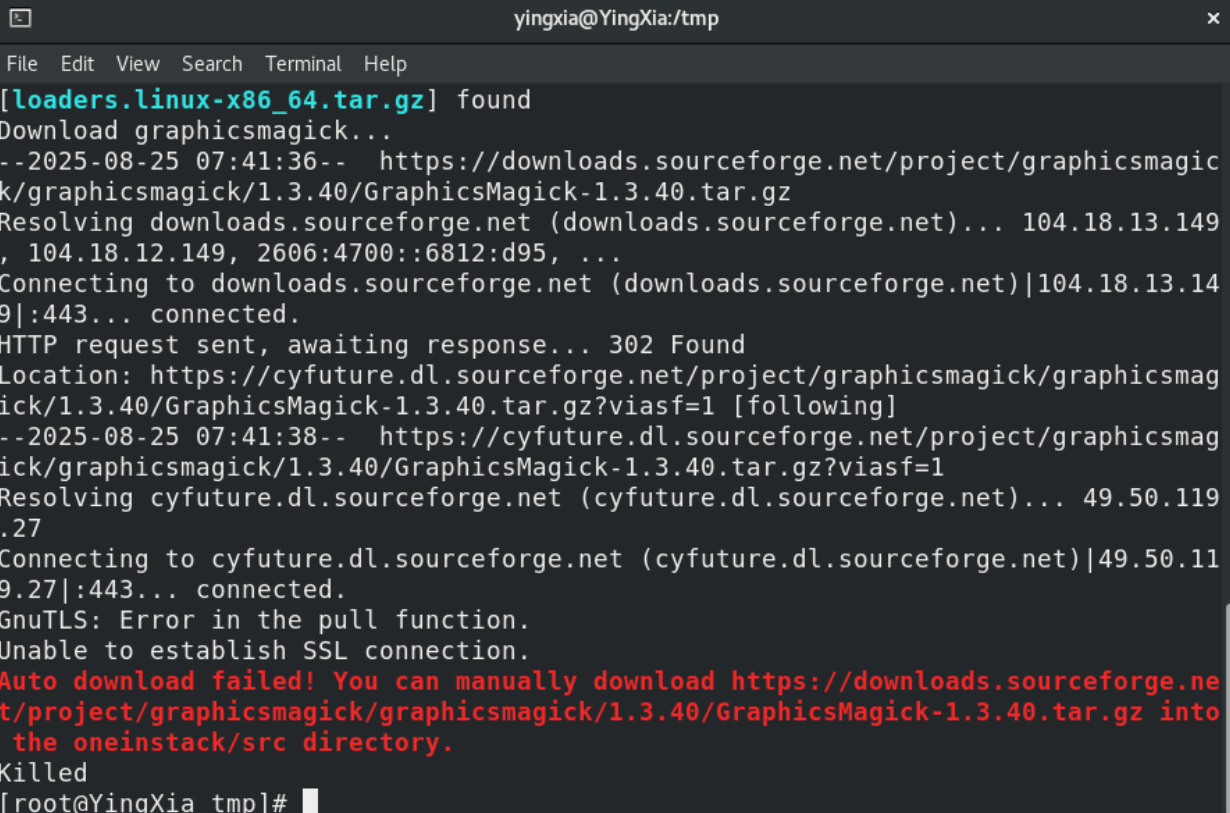 yingxia@YingXia:/tmp
×
File Edit View Search Terminal Help
[loaders.linux-x86_64.tar.gz] found
Download graphicsmagick...
--2025-08-25 07:41:36--  https://downloads.sourceforge.net/project/graphicsmagic
k/graphicsmagick/1.3.40/GraphicsMagick-1.3.40.tar.gz
Resolving downloads.sourceforge.net (downloads.sourceforge.net)... 104.18.13.149
, 104.18.12.149, 2606:4700::6812:d95, ...
Connecting to downloads.sourceforge.net (downloads.sourceforge.net)|104.18.13.14
9|:443... connected.
HTTP request sent, awaiting response... 302 Found
Location: https://cyfuture.dl.sourceforge.net/project/graphicsmagick/graphicsmag
ick/1.3.40/GraphicsMagick-1.3.40.tar.gz?viasf=1 [following]
--2025-08-25 07:41:38--  https://cyfuture.dl.sourceforge.net/project/graphicsmag
ick/graphicsmagick/1.3.40/GraphicsMagick-1.3.40.tar.gz?viasf=1
Resolving cyfuture.dl.sourceforge.net (cyfuture.dl.sourceforge.net)... 49.50.119
.27
Connecting to cyfuture.dl.sourceforge.net (cyfuture.dl.sourceforge.net)|49.50.11
9.27|:443... connected.
GnuTLS: Error in the pull function.
Unable to establish SSL connection.
Auto download failed! You can manually download https://downloads.sourceforge.ne
t/project/graphicsmagick/graphicsmagick/1.3.40/GraphicsMagick-1.3.40.tar.gz into
 the oneinstack/src directory.
Killed
[root@YingXia tmp]#